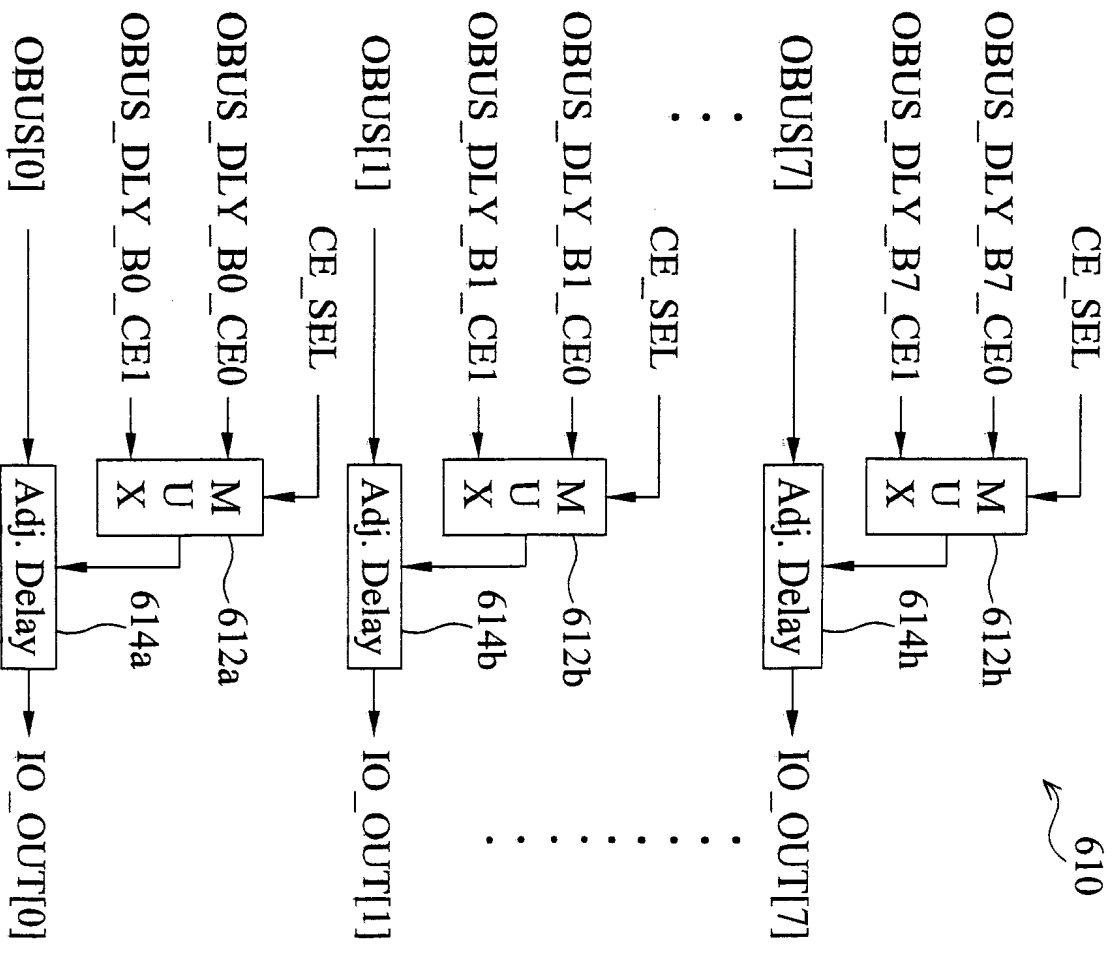 610
CE_SEL
OBUS_DLY_B7_CE0
OBUS_DLY_B7_CE1
MUX
612h
614h
OBUS[7]
Adj. Delay
IO_OUT[7]
CE_SEL
OBUS_DLY_B1_CE0
OBUS_DLY_B1_CE1
MUX
612b
614b
OBUS[1]
Adj. Delay
IO_OUT[1]
CE_SEL
OBUS_DLY_B0_CE0
OBUS_DLY_B0_CE1
MUX
612a
614a
OBUS[0]
Adj. Delay
IO_OUT[0]